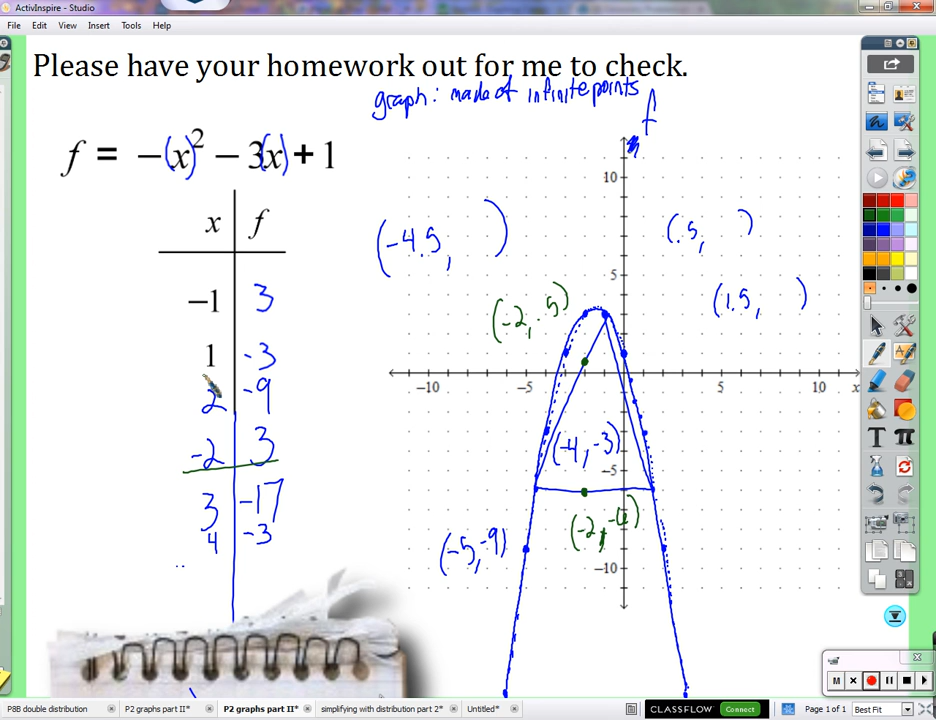 ActivInspire - Studio
File Edit View Insert Tools Help
Please have your homework out for me to check.
graph: made of infinite points
f
f = −(x)² − 3(x) + 1
x f
−1 3
1 -3
2 -9
-2 3
3 -17
4 -3
(-4.5, )
(.5, )
(1.5, )
(-2, .5)
(-4, -3)
(-2, -6)
(-5, -9)
10
5
−10 −5 5 10 x
−5
−10
P8B double distribution P2 graphs part II* P2 graphs part II* simplifying with distribution part 2* Untitled* CLASSFLOW Connect Page 1 of 1 Best Fit